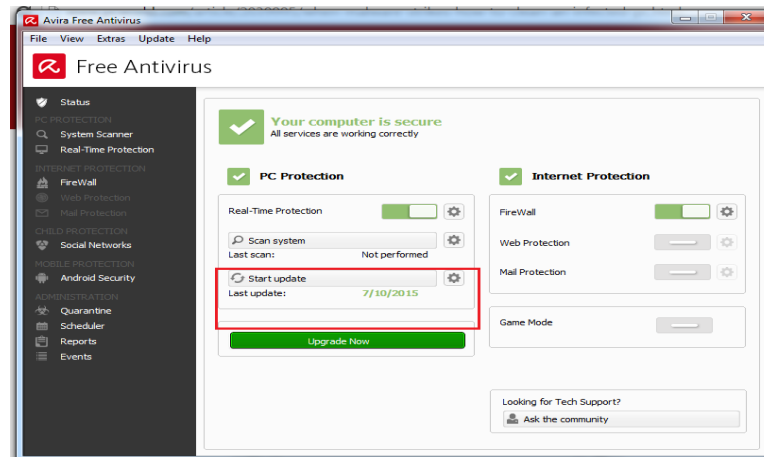 Avira Free Antivirus
File View Extras Update Help
Free Antivirus
Status
PC PROTECTION
System Scanner
Real-Time Protection
INTERNET PROTECTION
FireWall
Web Protection
Mail Protection
CHILD PROTECTION
Social Networks
MOBILE PROTECTION
Android Security
ADMINISTRATION
Quarantine
Scheduler
Reports
Events
Your computer is secure
All services are working correctly
PC Protection
Real-Time Protection
Scan system
Last scan: Not performed
Start update
Last update: 7/10/2015
Upgrade Now
Internet Protection
FireWall
Web Protection
Mail Protection
Game Mode
Looking for Tech Support?
Ask the community